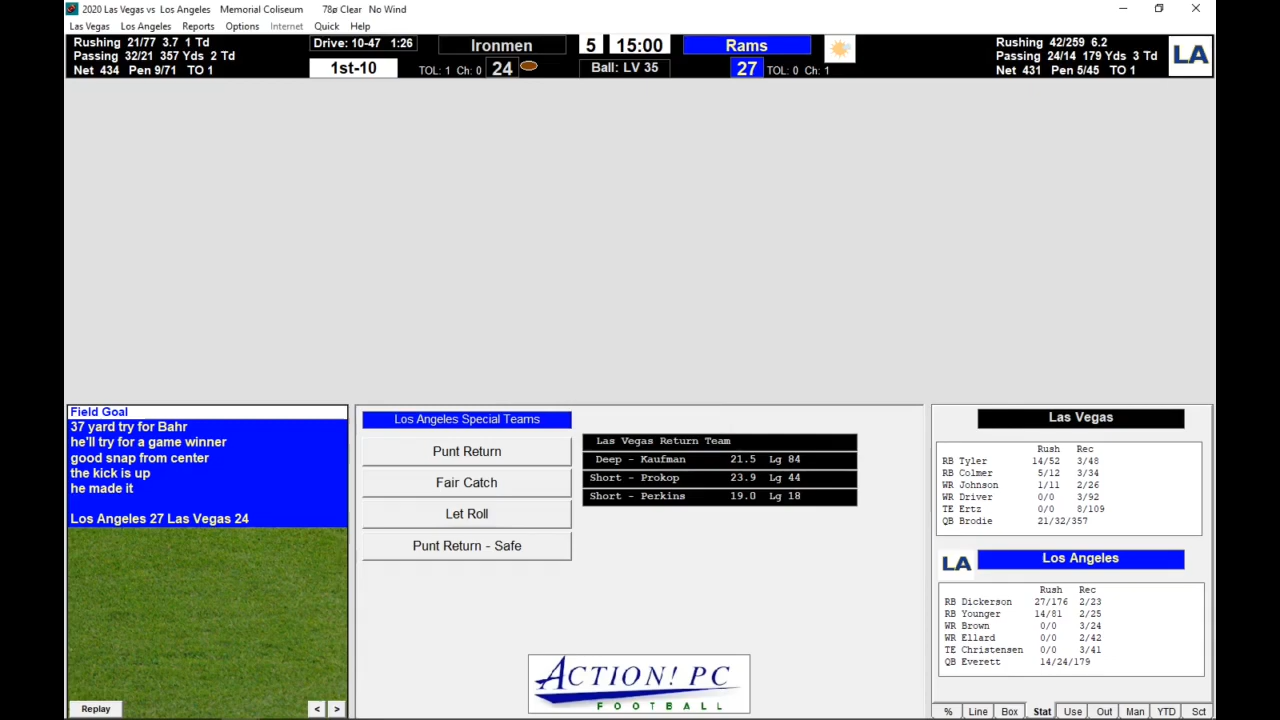 2020 Las Vegas vs Los Angeles Memorial Coliseum 78ø Clear No Wind
Las Vegas Los Angeles Reports Options Internet Quick Help
Rushing 21/77 3.7 1 Td
Passing 32/21 357 Yds 2 Td
Net 434 Pen 9/71 TO 1
Drive: 10-47 1:26
1st-10
Ironmen
TOL: 1 Ch: 0 24
5 15:00
Ball: LV 35
Rams
27 TOL: 0 Ch: 1
Rushing 42/259 6.2
Passing 24/14 179 Yds 3 Td
Net 431 Pen 5/45 TO 1
LA
Field Goal
37 yard try for Bahr
he'll try for a game winner
good snap from center
the kick is up
he made it
Los Angeles 27 Las Vegas 24
Replay < >
Los Angeles Special Teams
Punt Return
Fair Catch
Let Roll
Punt Return - Safe
Las Vegas Return Team
Deep - Kaufman 21.5 Lg 84
Short - Prokop 23.9 Lg 44
Short - Perkins 19.0 Lg 18
ACTION! PC
FOOTBALL
Las Vegas
Rush Rec
RB Tyler 14/52 3/48
RB Colmer 5/12 3/34
WR Johnson 1/11 2/26
WR Driver 0/0 3/92
TE Ertz 0/0 8/109
QB Brodie 21/32/357
LA Los Angeles
Rush Rec
RB Dickerson 27/176 2/23
RB Younger 14/81 2/25
WR Brown 0/0 3/24
WR Ellard 0/0 2/42
TE Christensen 0/0 3/41
QB Everett 14/24/179
% Line Box Stat Use Out Man YTD Sct